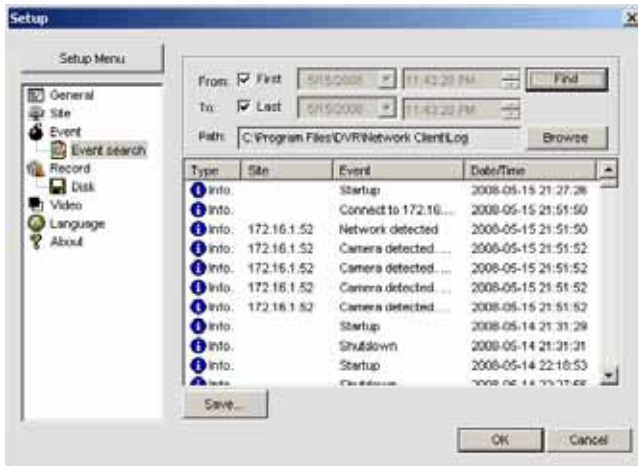 Setup
Setup Menu
General
Site
Event
Event search
Record
Disk
Video
Language
About
From: First 5/15/2008 11:43:20 PM Find
To: Last 5/15/2008 11:43:20 PM
Path: C:\Program Files\DVR\Network Client\Log Browse
Type Site Event Date/Time
Info. Startup 2008-05-15 21:27:26
Info. Connect to 172.16.... 2008-05-15 21:51:50
Info. 172.16.1.52 Network detected 2008-05-15 21:51:50
Info. 172.16.1.52 Camera detected.... 2008-05-15 21:51:52
Info. 172.16.1.52 Camera detected.... 2008-05-15 21:51:52
Info. 172.16.1.52 Camera detected.... 2008-05-15 21:51:52
Info. 172.16.1.52 Camera detected.... 2008-05-15 21:51:52
Info. Startup 2008-05-14 21:31:29
Info. Shutdown 2008-05-14 21:31:31
Info. Startup 2008-05-14 22:18:53
Save...
OK Cancel